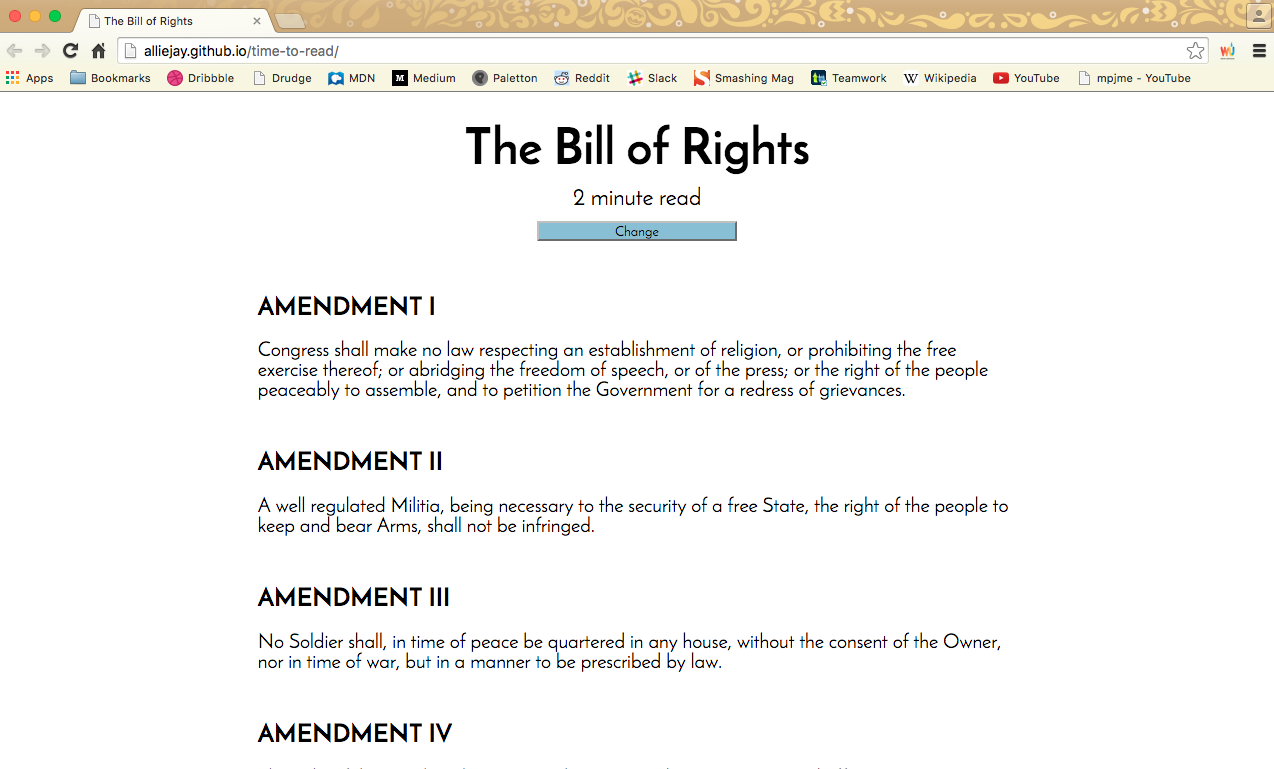 The Bill of Rights
alliejay.github.io/time-to-read/
Apps Bookmarks Dribbble Drudge MDN Medium Paletton Reddit Slack Smashing Mag Teamwork Wikipedia YouTube mpjme - YouTube
The Bill of Rights
2 minute read
Change
AMENDMENT I
Congress shall make no law respecting an establishment of religion, or prohibiting the free
exercise thereof; or abridging the freedom of speech, or of the press; or the right of the people
peaceably to assemble, and to petition the Government for a redress of grievances.
AMENDMENT II
A well regulated Militia, being necessary to the security of a free State, the right of the people to
keep and bear Arms, shall not be infringed.
AMENDMENT III
No Soldier shall, in time of peace be quartered in any house, without the consent of the Owner,
nor in time of war, but in a manner to be prescribed by law.
AMENDMENT IV